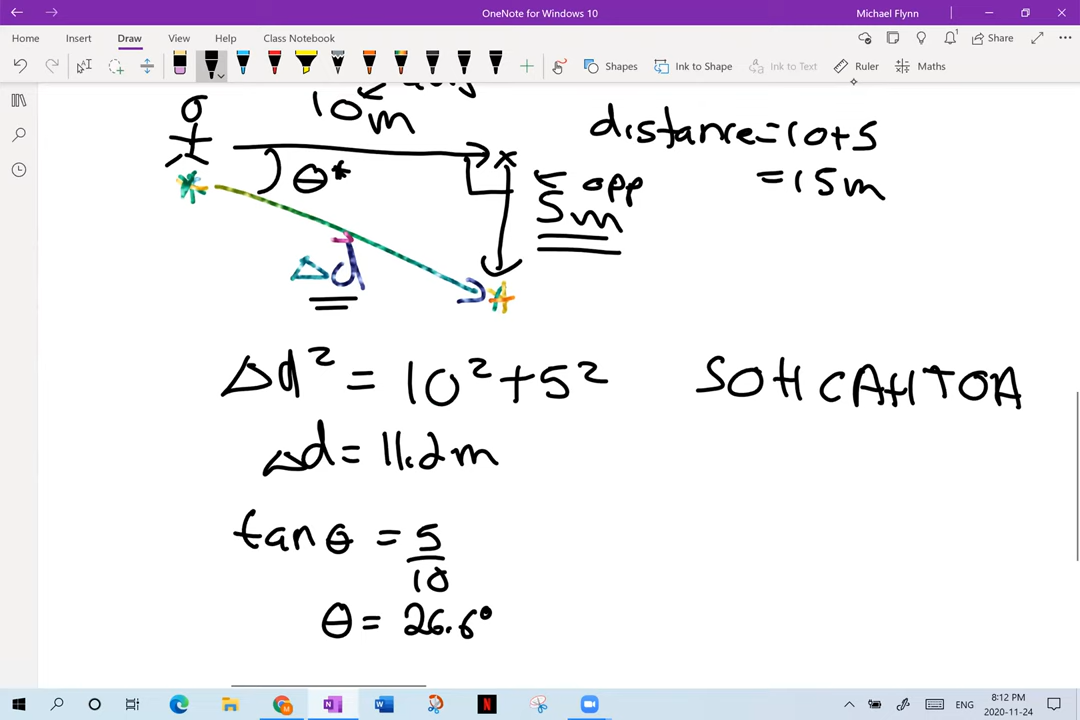 OneNote for Windows 10
Michael Flynn
Home Insert Draw View Help Class Notebook
Share
Shapes Ink to Shape Ink to Text Ruler Maths
10m
distance=10+5
=15m
θ*
opp
5m
Δd
Δd² = 10²+5²
SOH CAH TOA
Δd = 11.2m
tanθ = 5/10
θ = 26.6°
8:12 PM
ENG
2020-11-24